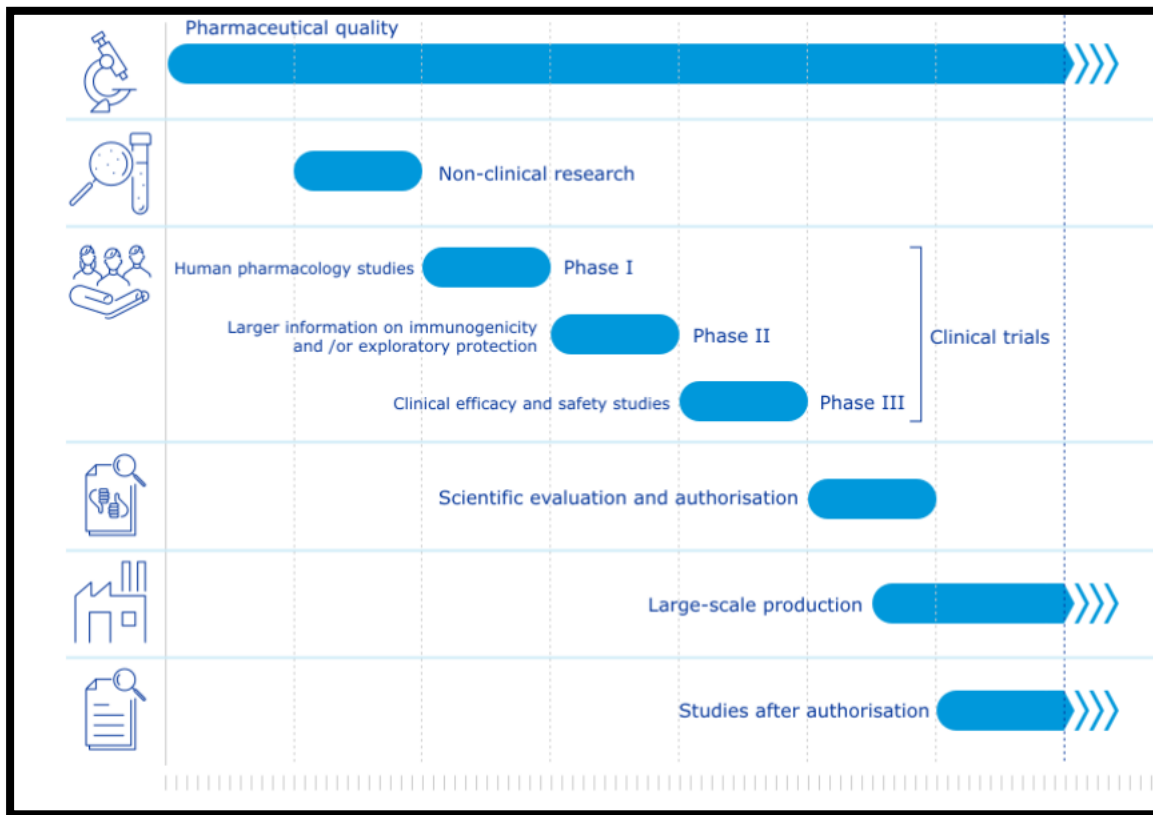 Pharmaceutical quality
Non-clinical research
Human pharmacology studies
Phase I
Larger information on immunogenicity
and /or exploratory protection
Phase II
Clinical efficacy and safety studies
Phase III
Clinical trials
Scientific evaluation and authorisation
Large-scale production
Studies after authorisation